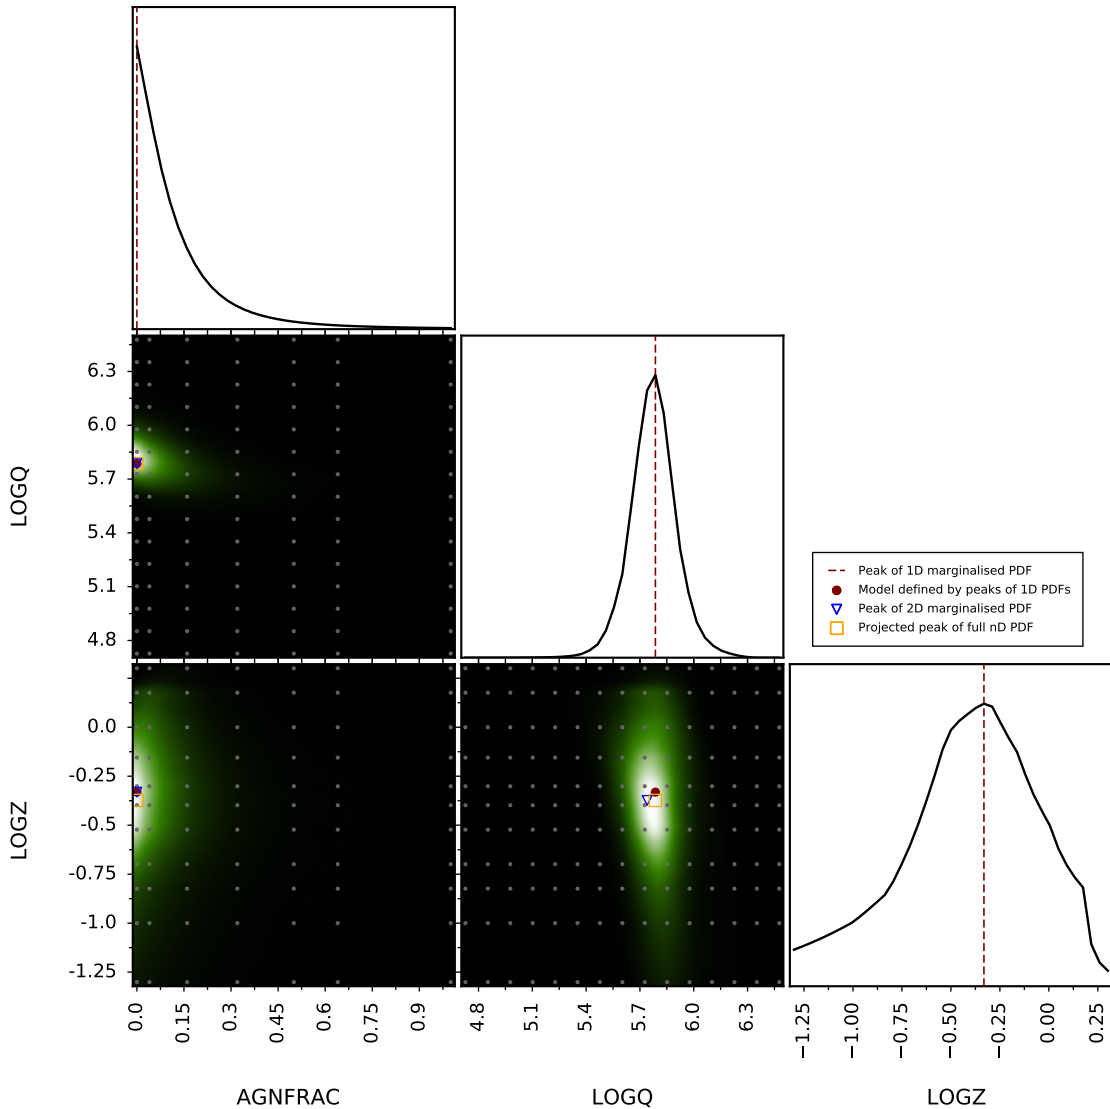 LOGQ
6.3
6.0
5.7
5.4
5.1
4.8
Peak of 1D marginalised PDF
Model defined by peaks of 1D PDFs
Peak of 2D marginalised PDF
Projected peak of full nD PDF
LOGZ
0.0
-0.25
-0.5
-0.75
-1.0
-1.25
0.0 0.15 0.3 0.45 0.6 0.75 0.9
4.8 5.1 5.4 5.7 6.0 6.3
−1.25 −1.00 −0.75 −0.50 −0.25 0.00 0.25
AGNFRAC LOGQ LOGZ